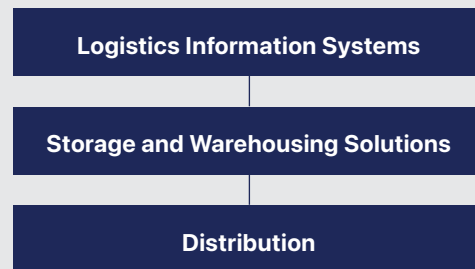 Logistics Information Systems
Storage and Warehousing Solutions
Distribution